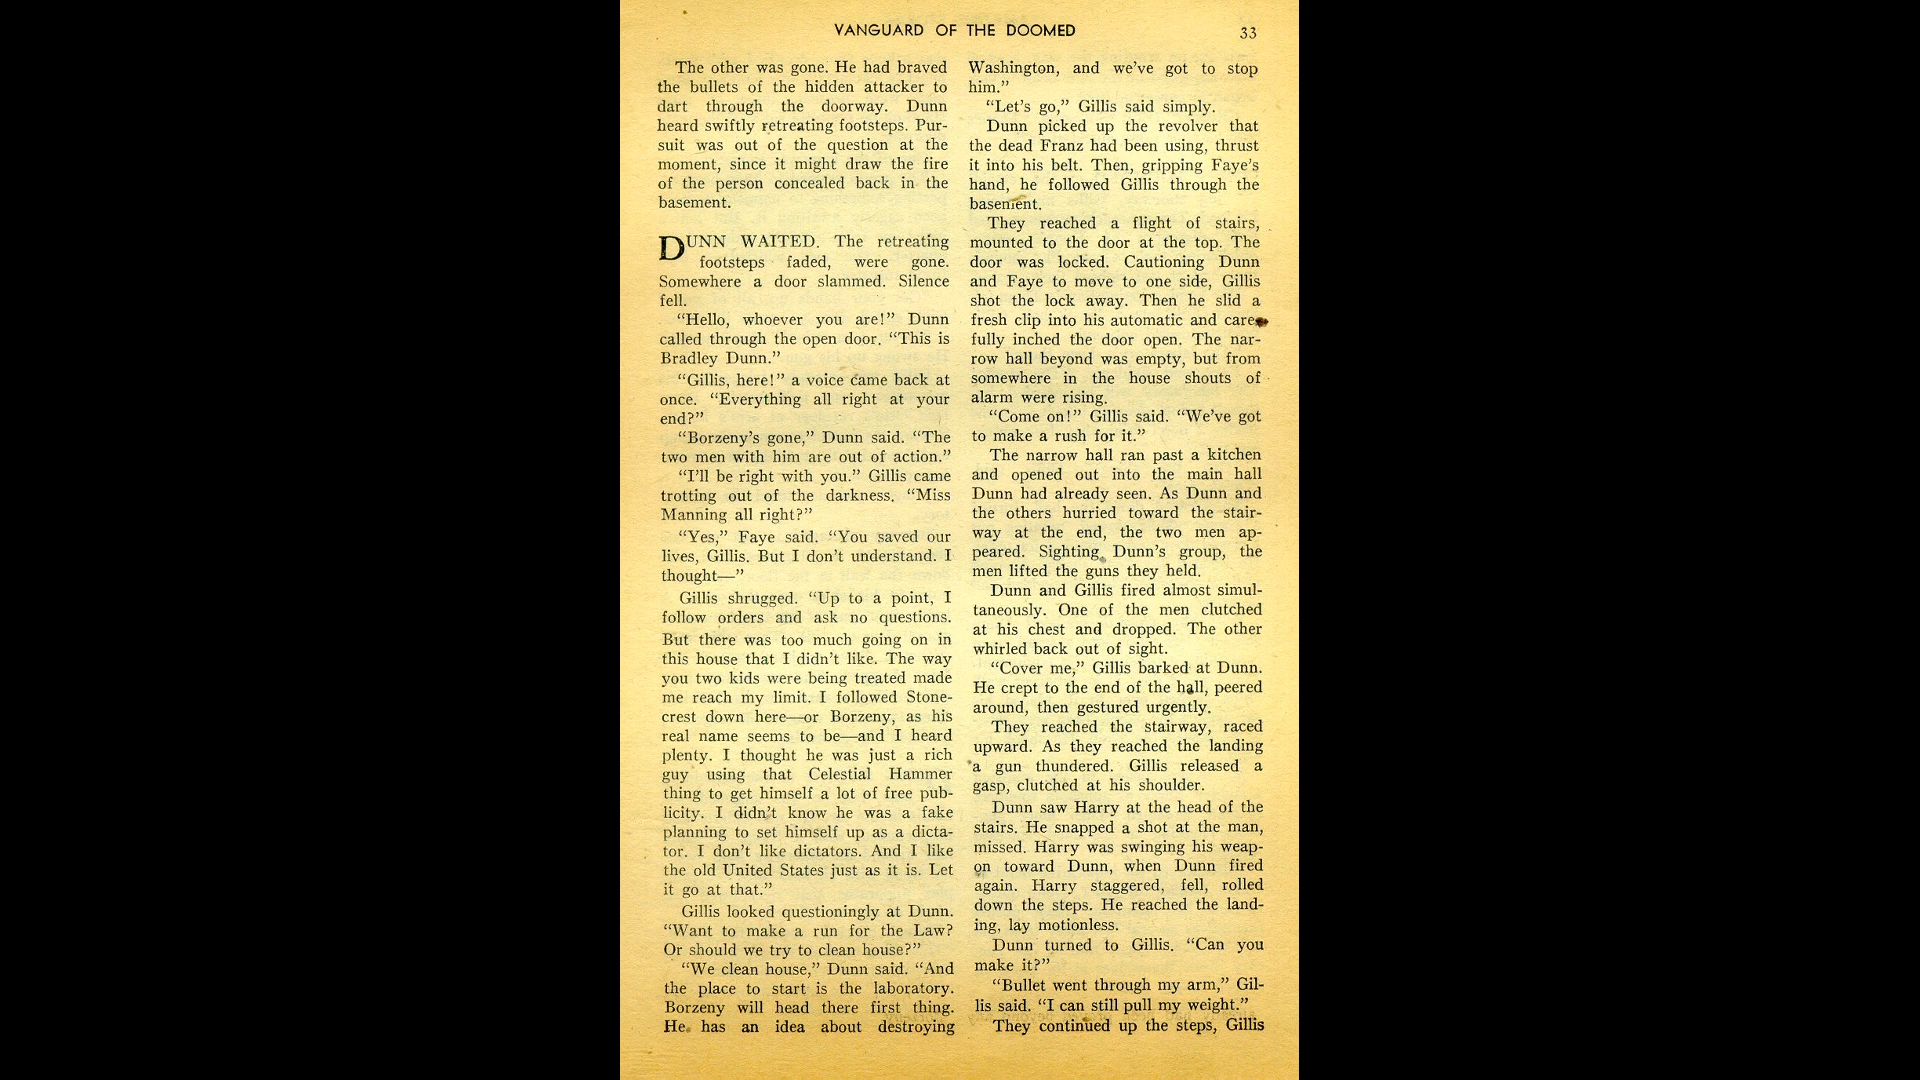 VANGUARD OF THE DOOMED
33
The other was gone. He had braved
the bullets of the hidden attacker to
dart through the doorway. Dunn
heard swiftly retreating footsteps. Pur-
suit was out of the question at the
moment, since it might draw the fire
of the person concealed back in the
basement.
DUNN WAITED. The retreating
footsteps faded, were gone.
Somewhere a door slammed. Silence
fell.
“Hello, whoever you are!” Dunn
called through the open door. “This is
Bradley Dunn.”
“Gillis, here!” a voice came back at
once. “Everything all right at your
end?”
“Borzeny’s gone,” Dunn said. “The
two men with him are out of action.”
“I’ll be right with you.” Gillis came
trotting out of the darkness. “Miss
Manning all right?”
“Yes,” Faye said. “You saved our
lives, Gillis. But I don’t understand. I
thought—”
Gillis shrugged. “Up to a point, I
follow orders and ask no questions.
But there was too much going on in
this house that I didn’t like. The way
you two kids were being treated made
me reach my limit. I followed Stone-
crest down here—or Borzeny, as his
real name seems to be—and I heard
plenty. I thought he was just a rich
guy using that Celestial Hammer
thing to get himself a lot of free pub-
licity. I didn’t know he was a fake
planning to set himself up as a dicta-
tor. I don’t like dictators. And I like
the old United States just as it is. Let
it go at that.”
Gillis looked questioningly at Dunn.
“Want to make a run for the Law?
Or should we try to clean house?”
“We clean house,” Dunn said. “And
the place to start is the laboratory.
Borzeny will head there first thing.
He has an idea about destroying
Washington, and we’ve got to stop
him.”
“Let’s go,” Gillis said simply.
Dunn picked up the revolver that
the dead Franz had been using, thrust
it into his belt. Then, gripping Faye’s
hand, he followed Gillis through the
basement.
They reached a flight of stairs,
mounted to the door at the top. The
door was locked. Cautioning Dunn
and Faye to move to one side, Gillis
shot the lock away. Then he slid a
fresh clip into his automatic and care-
fully inched the door open. The nar-
row hall beyond was empty, but from
somewhere in the house shouts of
alarm were rising.
“Come on!” Gillis said. “We’ve got
to make a rush for it.”
The narrow hall ran past a kitchen
and opened out into the main hall
Dunn had already seen. As Dunn and
the others hurried toward the stair-
way at the end, the two men ap-
peared. Sighting Dunn’s group, the
men lifted the guns they held.
Dunn and Gillis fired almost simul-
taneously. One of the men clutched
at his chest and dropped. The other
whirled back out of sight.
“Cover me,” Gillis barked at Dunn.
He crept to the end of the hall, peered
around, then gestured urgently.
They reached the stairway, raced
upward. As they reached the landing
a gun thundered. Gillis released a
gasp, clutched at his shoulder.
Dunn saw Harry at the head of the
stairs. He snapped a shot at the man,
missed. Harry was swinging his weap-
on toward Dunn, when Dunn fired
again. Harry staggered, fell, rolled
down the steps. He reached the land-
ing, lay motionless.
Dunn turned to Gillis. “Can you
make it?”
“Bullet went through my arm,” Gil-
lis said. “I can still pull my weight.”
They continued up the steps, Gillis